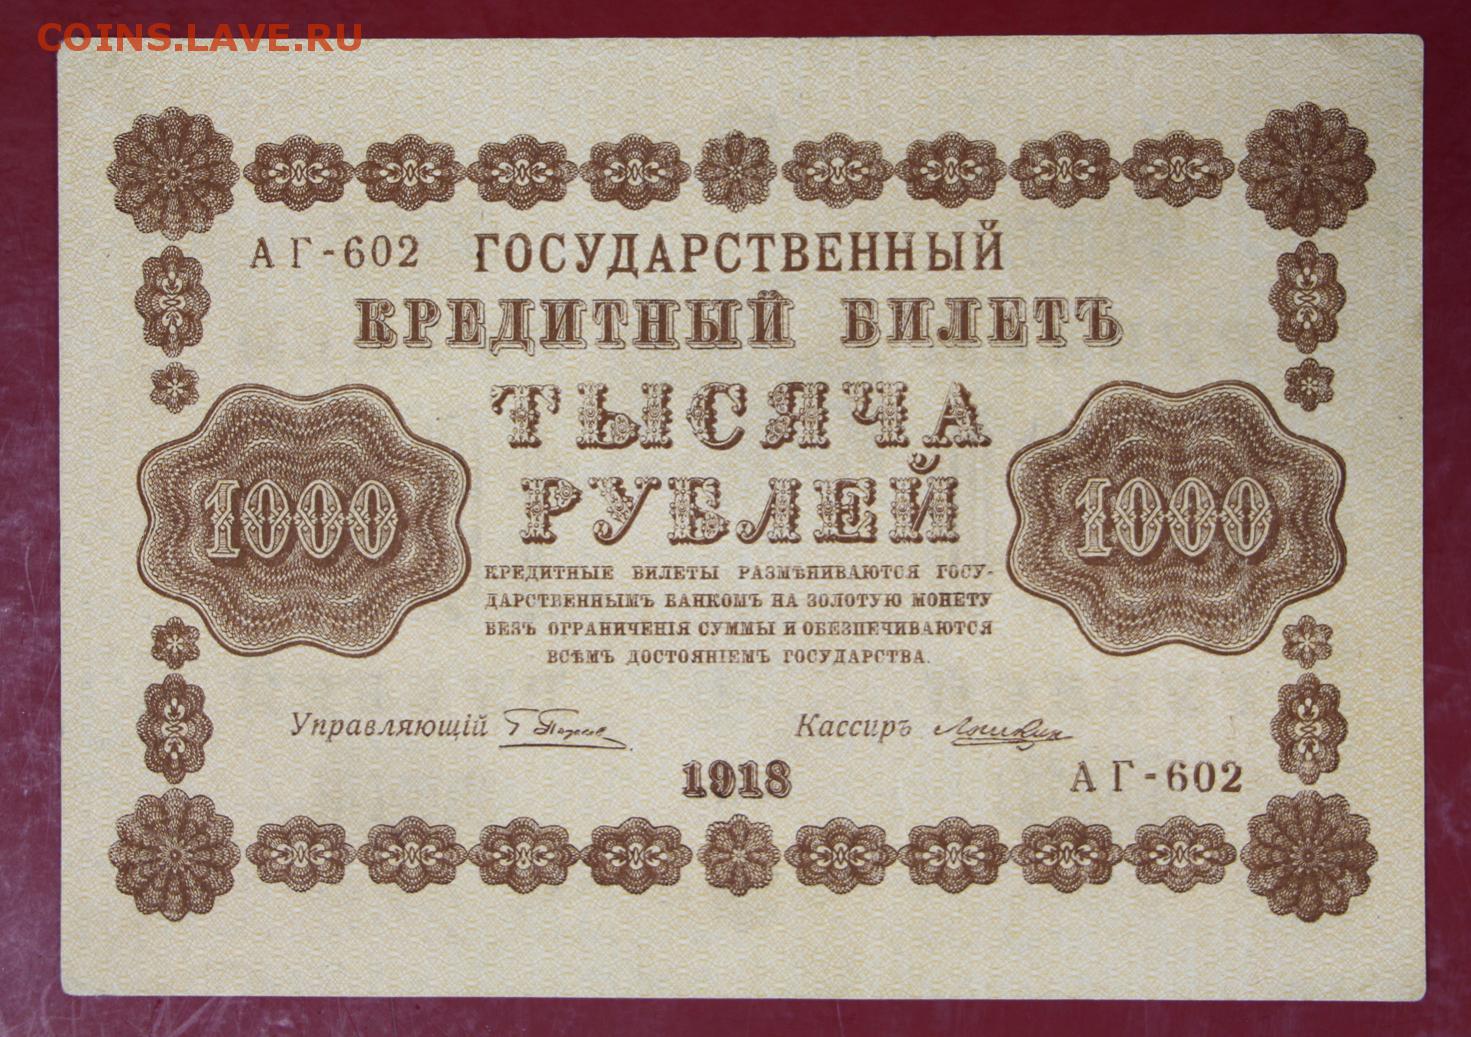 COINS.LAVE.RU
АГ-602 ГОСУДАРСТВЕННЫЙ
КРЕДИТНЫЙ БИЛЕТЪ
ТЫСЯЧА
РУБЛЕЙ
1000 1000
КРЕДИТНЫЕ БИЛЕТЫ РАЗМѢНИВАЮТСЯ ГОСУ-
ДАРСТВЕННЫМЪ БАНКОМЪ НА ЗОЛОТУЮ МОНЕТУ
БЕЗЪ ОГРАНИЧЕНІЯ СУММЫ И ОБЕЗПЕЧИВАЮТСЯ
ВСѢМЪ ДОСТОЯНІЕМЪ ГОСУДАРСТВА.
Управляющій Кассиръ
1918 АГ-602